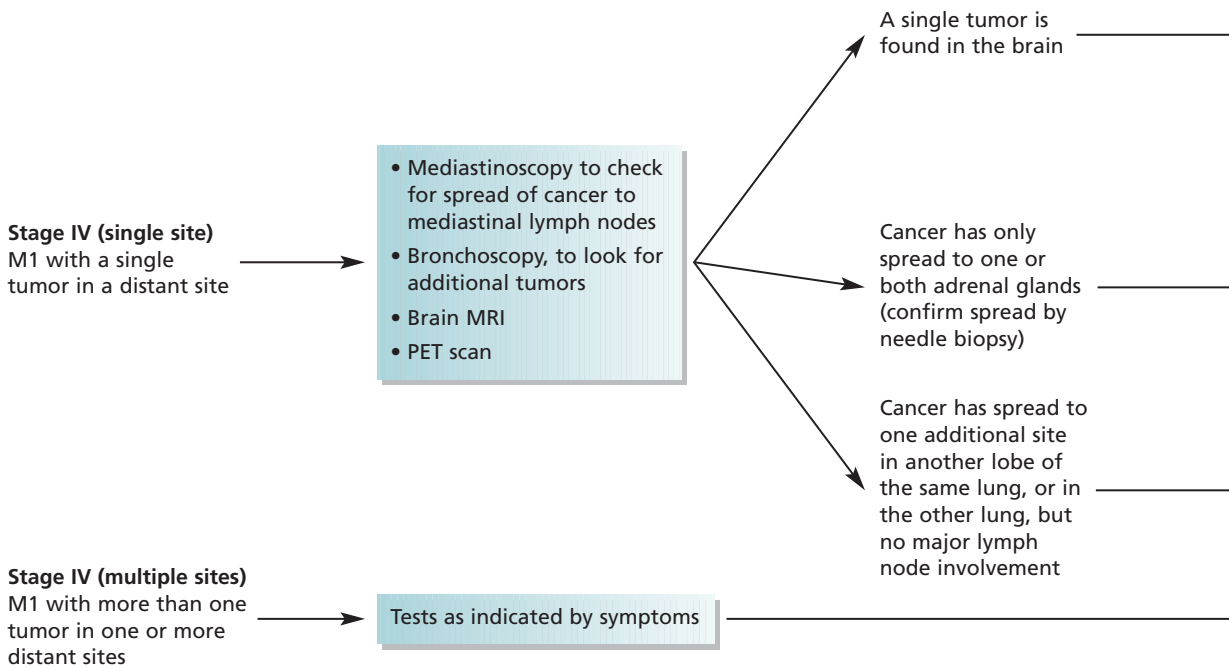 Stage IV (single site)
M1 with a single
tumor in a distant site
• Mediastinoscopy to check
for spread of cancer to
mediastinal lymph nodes
• Bronchoscopy, to look for
additional tumors
• Brain MRI
• PET scan
A single tumor is
found in the brain
Cancer has only
spread to one or
both adrenal glands
(confirm spread by
needle biopsy)
Cancer has spread to
one additional site
in another lobe of
the same lung, or in
the other lung, but
no major lymph
node involvement
Stage IV (multiple sites)
M1 with more than one
tumor in one or more
distant sites
Tests as indicated by symptoms